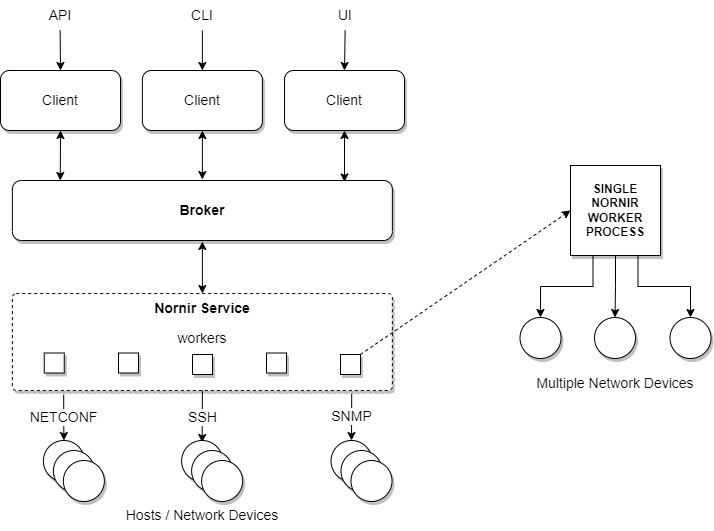 API
CLI
UI
Client
Client
Client
Broker
SINGLE
NORNIR
WORKER
PROCESS
Nornir Service
workers
Multiple Network Devices
NETCONF
SSH
SNMP
Hosts / Network Devices